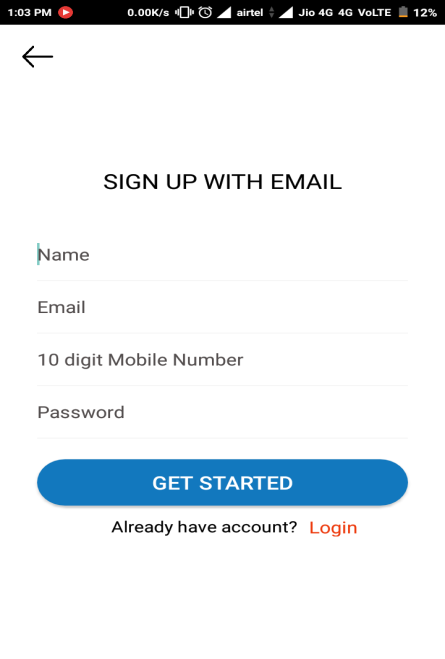 1:03 PM 0.00K/s airtel Jio 4G 4G VoLTE 12%
SIGN UP WITH EMAIL
Name
Email
10 digit Mobile Number
Password
GET STARTED
Already have account? Login